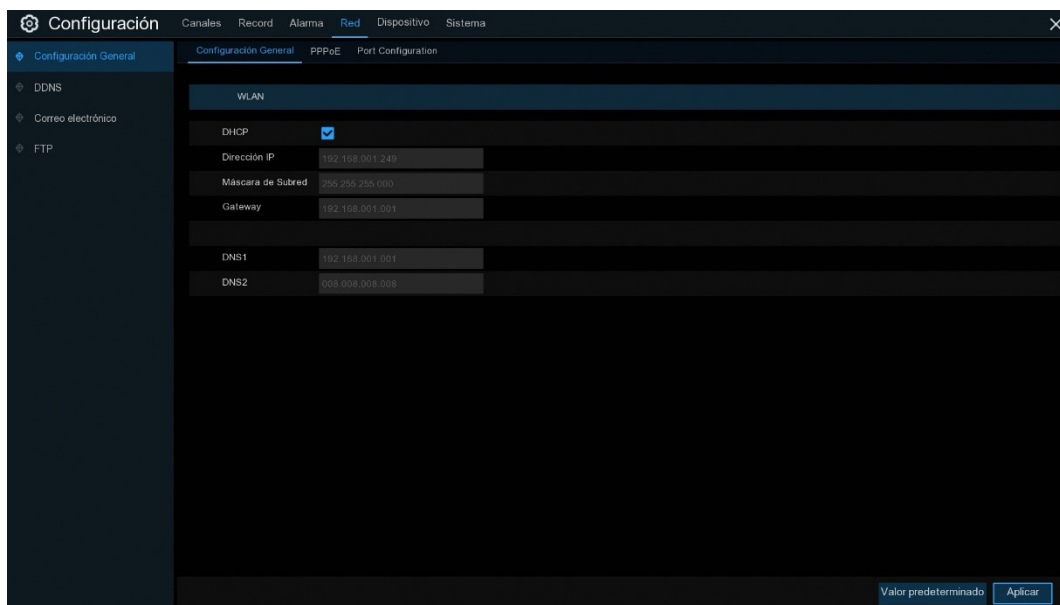 Configuración
Canales Record Alarma Red Dispositivo Sistema
Configuración General
DDNS
Correo electrónico
FTP
Configuración General PPPoE Port Configuration
WLAN
DHCP
Dirección IP 192.168.001.249
Máscara de Subred 255.255.255.000
Gateway 192.168.001.001
DNS1 192.168.001.001
DNS2 008.008.008.008
Valor predeterminado Aplicar